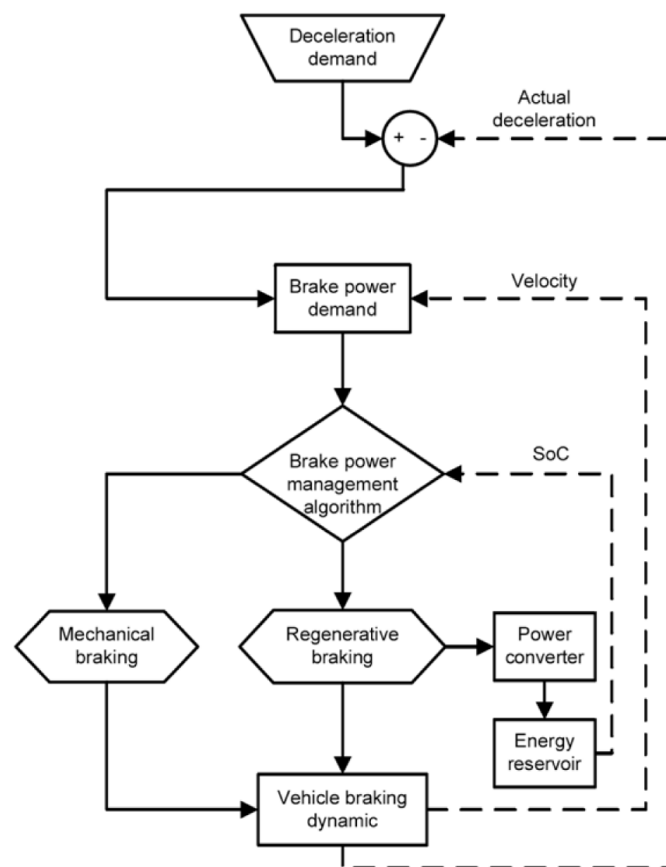 Deceleration
demand
Actual
deceleration
+ -
Brake power
demand
Velocity
Brake power
management
algorithm
SoC
Mechanical
braking
Regenerative
braking
Power
converter
Energy
reservoir
Vehicle braking
dynamic